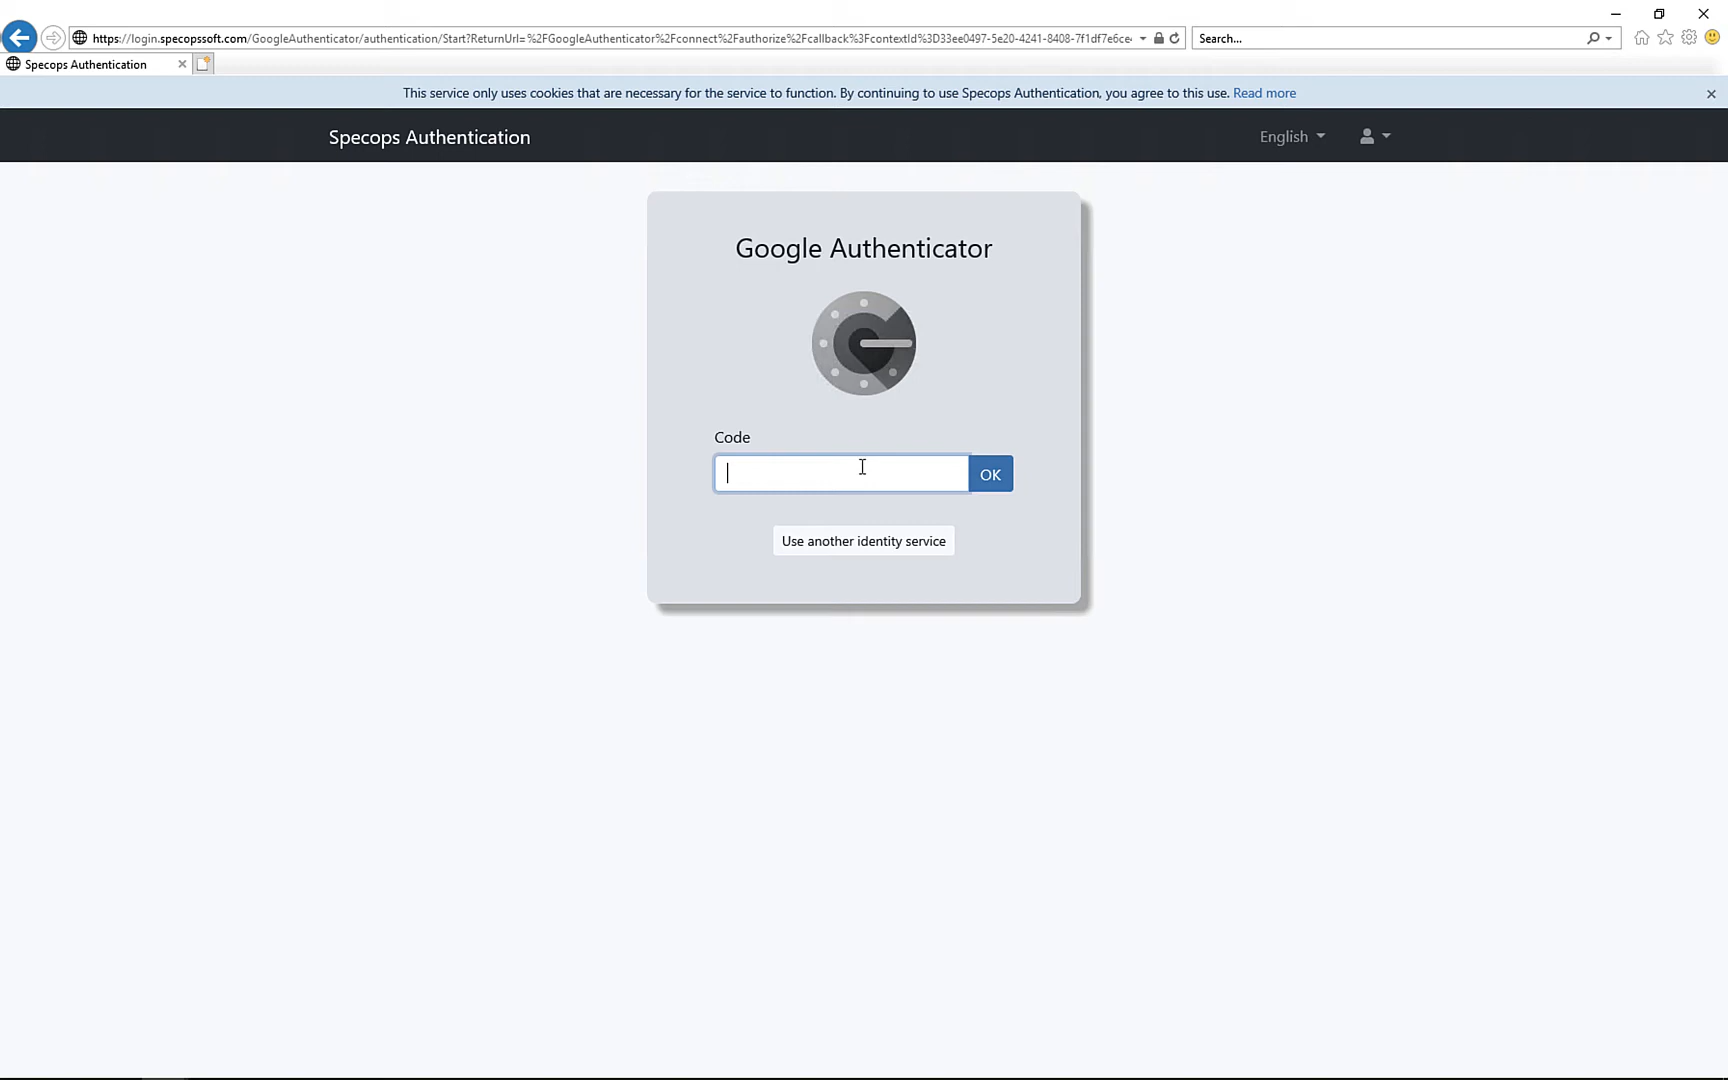 https://login.specopssoft.com/GoogleAuthenticator/authentication/Start?ReturnUrl=%2FGoogleAuthenticator%2Fconnect%2Fauthorize%2Fcallback%3FcontextId%3D33ee0497-5e20-4241-8408-7f1df7e6ce
Search...
Specops Authentication
This service only uses cookies that are necessary for the service to function. By continuing to use Specops Authentication, you agree to this use. Read more
Specops Authentication
English
Google Authenticator
Code
OK
Use another identity service